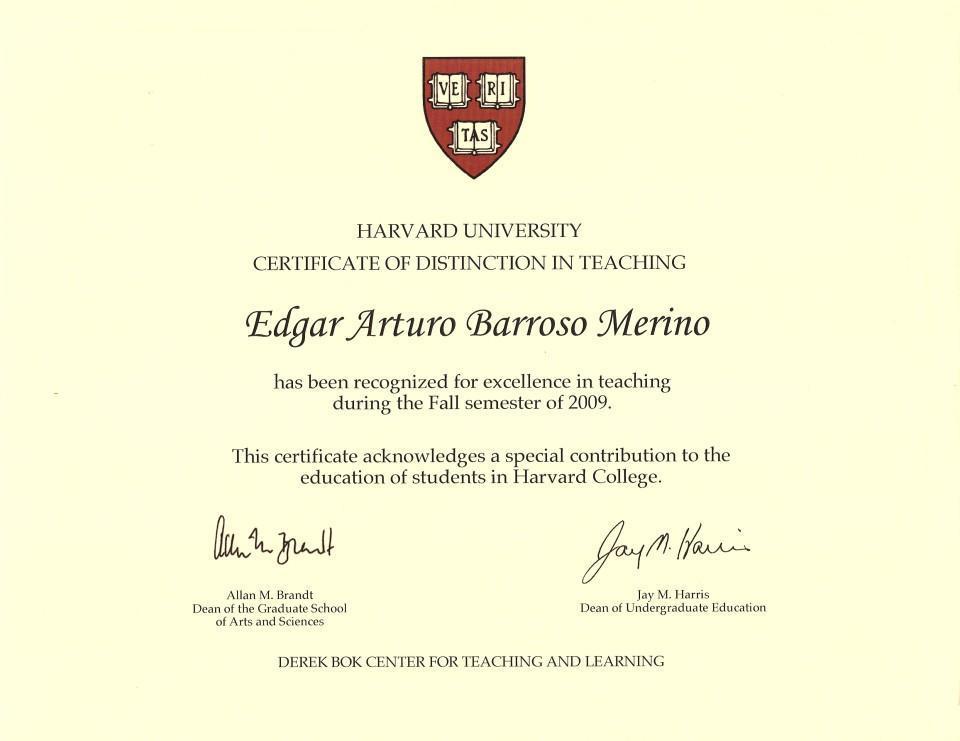 VE RI
TAS
HARVARD UNIVERSITY
CERTIFICATE OF DISTINCTION IN TEACHING
Edgar Arturo Barroso Merino
has been recognized for excellence in teaching
during the Fall semester of 2009.
This certificate acknowledges a special contribution to the
education of students in Harvard College.
Allan M. Brandt
Jay M. Harris
Allan M. Brandt
Dean of the Graduate School
of Arts and Sciences
Jay M. Harris
Dean of Undergraduate Education
DEREK BOK CENTER FOR TEACHING AND LEARNING